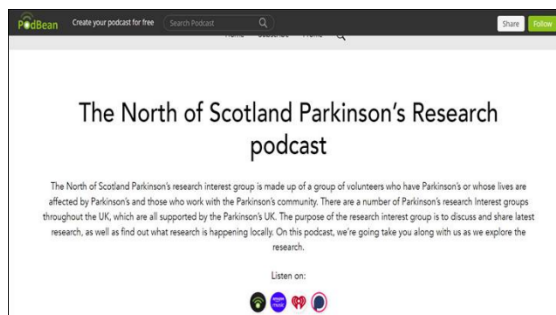 PodBean Create your podcast for free Search Podcast Share Follow
The North of Scotland Parkinson's Research
podcast
The North of Scotland Parkinson's research interest group is made up of a group of volunteers who have Parkinson's or whose lives are
affected by Parkinson's and those who work with the Parkinson's community. There are a number of Parkinson's research Interest groups
throughout the UK, which are all supported by the Parkinson's UK. The purpose of the research interest group is to discuss and share latest
research, as well as find out what research is happening locally. On this podcast, we're going take you along with us as we explore the
research.
Listen on: